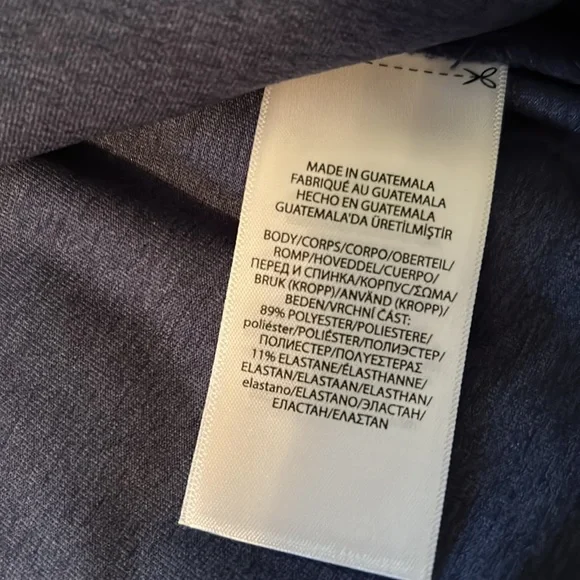 MADE IN GUATEMALA
FABRIQUÉ AU GUATEMALA
HECHO EN GUATEMALA
GUATEMALA'DA ÜRETİLMİŞTİR
BODY/CORPS/CORPO/OBERTEIL/
ROMP/HOVEDDEL/CUERPO/
ПЕРЕД И СПИНКА/КОРПУС/ΣΩΜΑ/
BRUK (KROPP)/ANVÄND (KROPP)/
BEDEN/VRCHNÍ ČÁST:
89% POLYESTER/POLIESTERE/
poliéster/POLIÉSTER/ПОЛИЭСТЕР/
ПОЛИЕСТЕР/ΠΟΛΥΕΣΤΕΡΑΣ
11% ELASTANE/ÉLASTHANNE/
ELASTAN/ELASTAAN/ELASTHAN/
elastano/ELASTANO/ЭЛАСТАН/
ЕЛАСТАН/ΕΛΑΣΤΑΝ